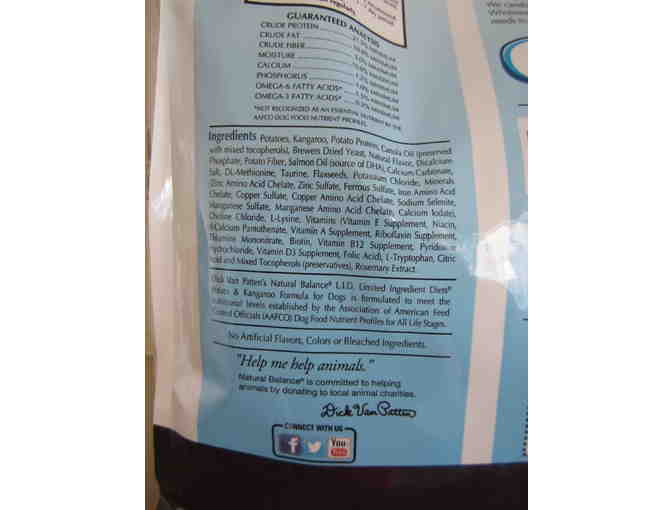 GUARANTEED ANALYSIS
CRUDE PROTEIN
CRUDE FAT
CRUDE FIBER
MOISTURE
CALCIUM
PHOSPHORUS
OMEGA-6 FATTY ACIDS*
OMEGA-3 FATTY ACIDS*
*NOT RECOGNIZED AS AN ESSENTIAL NUTRIENT BY THE
AAFCO DOG FOOD NUTRIENT PROFILES.
Ingredients Potatoes, Kangaroo, Potato Protein, Canola Oil (preserved
with mixed tocopherols), Brewers Dried Yeast, Natural Flavor, Dicalcium
Phosphate, Potato Fiber, Salmon Oil (source of DHA), Calcium Carbonate,
Salt, DL-Methionine, Taurine, Flaxseeds, Potassium Chloride, Minerals
(Zinc Amino Acid Chelate, Zinc Sulfate, Ferrous Sulfate, Iron Amino Acid
Chelate, Copper Sulfate, Copper Amino Acid Chelate, Sodium Selenite,
Manganese Sulfate, Manganese Amino Acid Chelate, Calcium Iodate),
Choline Chloride, L-Lysine, Vitamins (Vitamin E Supplement, Niacin,
d-Calcium Pantothenate, Vitamin A Supplement, Riboflavin Supplement,
Thiamine Mononitrate, Biotin, Vitamin B12 Supplement, Pyridoxine
Hydrochloride, Vitamin D3 Supplement, Folic Acid), L-Tryptophan, Citric
Acid and Mixed Tocopherols (preservatives), Rosemary Extract.
Dick Van Patten's Natural Balance® L.I.D. Limited Ingredient Diets®
Potato & Kangaroo Formula for Dogs is formulated to meet the
nutritional levels established by the Association of American Feed
Control Officials (AAFCO) Dog Food Nutrient Profiles for All Life Stages.
No Artificial Flavors, Colors or Bleached Ingredients.
"Help me help animals."
Natural Balance® is committed to helping
animals by donating to local animal charities.
Dick Van Patten
CONNECT WITH US
f You
Tube